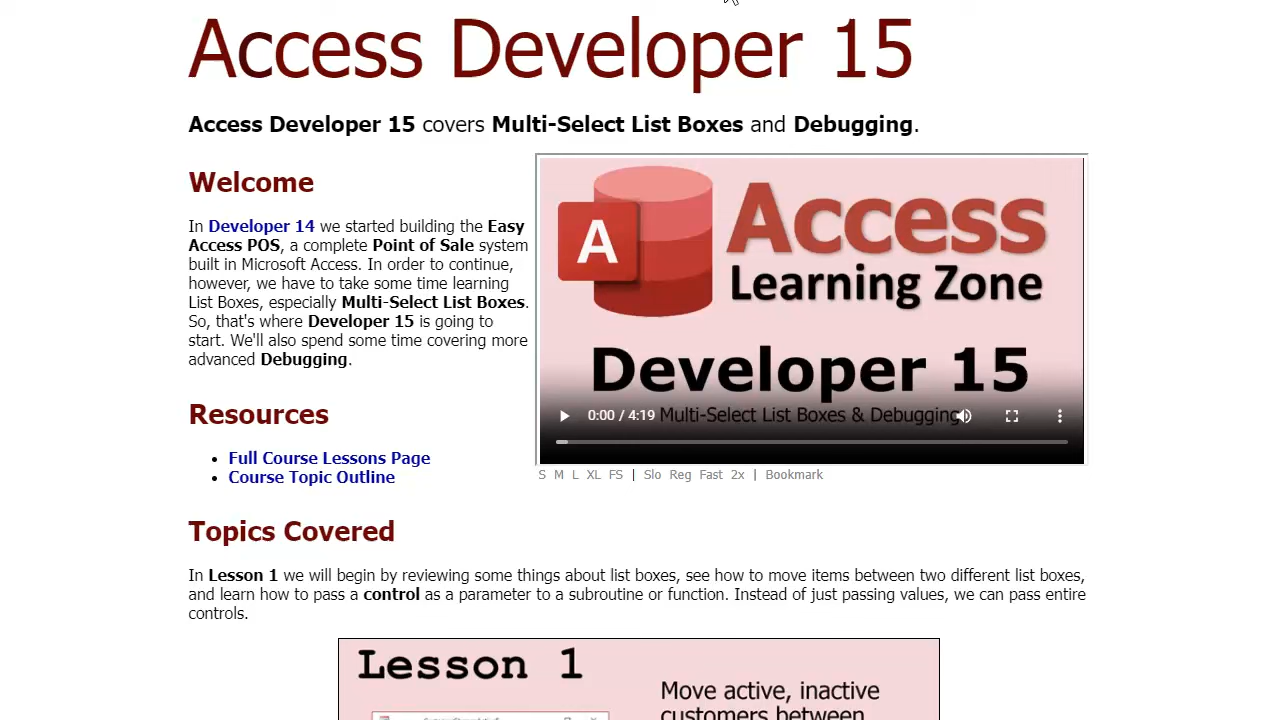 Access Developer 15
Access Developer 15 covers Multi-Select List Boxes and Debugging.
Welcome
In Developer 14 we started building the Easy
Access POS, a complete Point of Sale system
built in Microsoft Access. In order to continue,
however, we have to take some time learning
List Boxes, especially Multi-Select List Boxes.
So, that's where Developer 15 is going to
start. We'll also spend some time covering more
advanced Debugging.
A
Access
Learning Zone
Developer 15
Multi-Select List Boxes & Debugging
0:00 / 4:19
S M L XL FS | Slo Reg Fast 2x | Bookmark
Resources
• Full Course Lessons Page
• Course Topic Outline
Topics Covered
In Lesson 1 we will begin by reviewing some things about list boxes, see how to move items between two different list boxes,
and learn how to pass a control as a parameter to a subroutine or function. Instead of just passing values, we can pass entire
controls.
Lesson 1
Move active, inactive
customers between